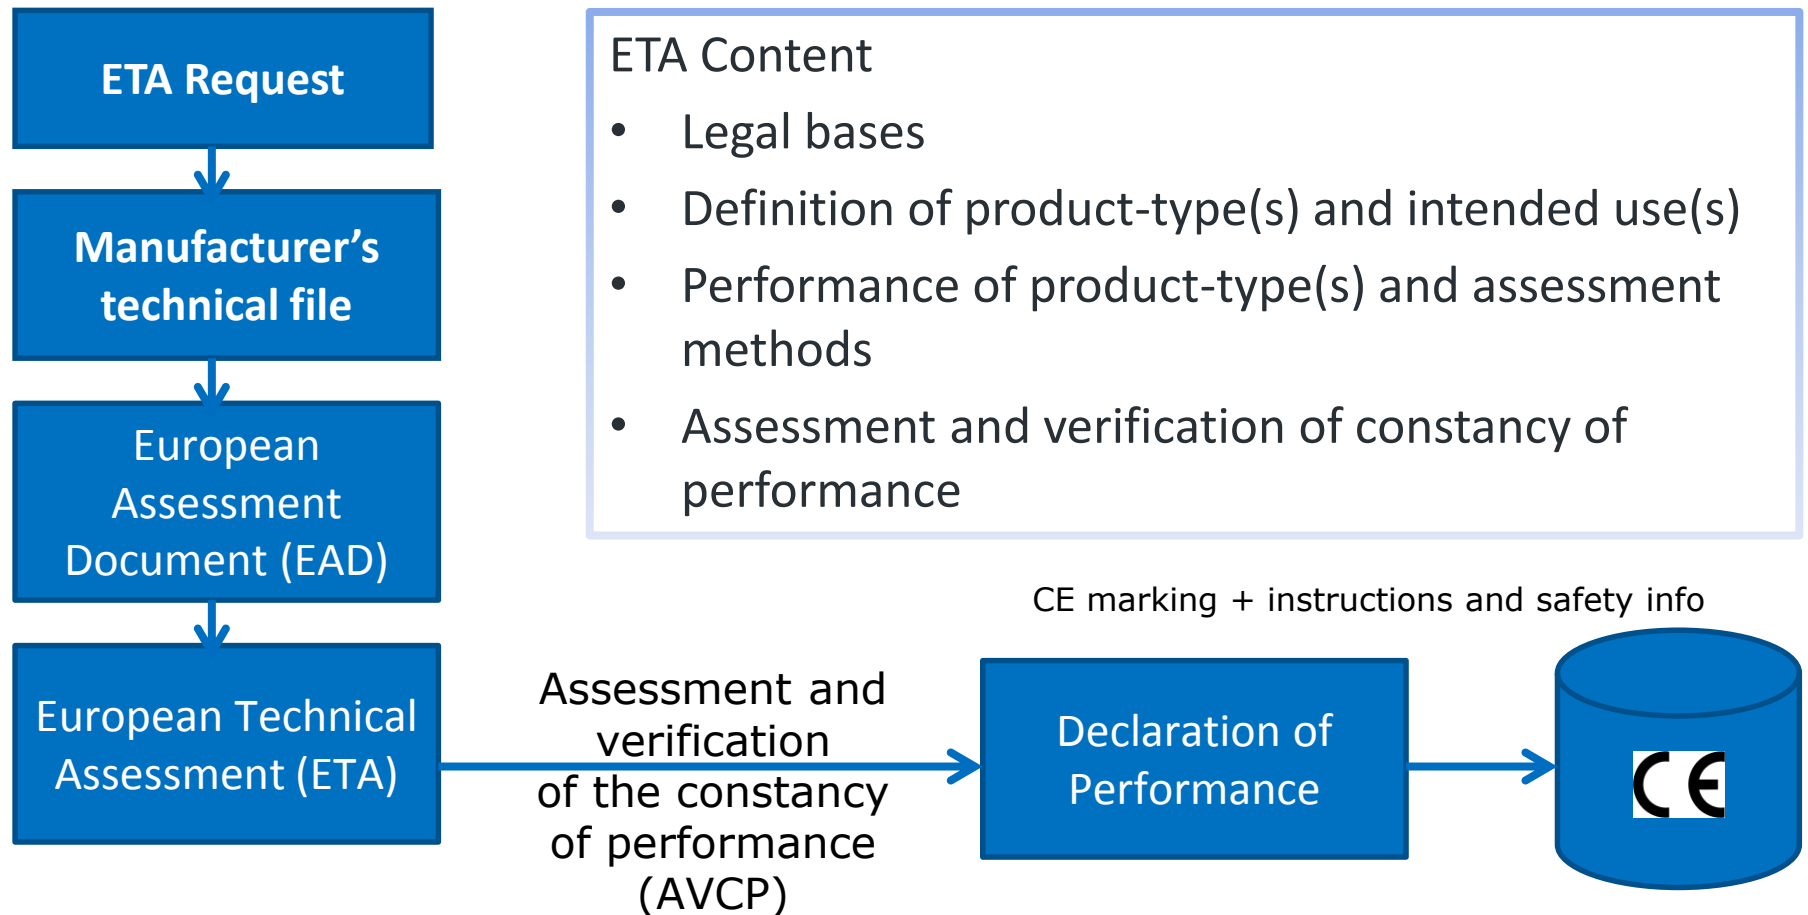 ETA Request
Manufacturer’s
technical file
European
Assessment
Document (EAD)
European Technical
Assessment (ETA)
ETA Content
• Legal bases
• Definition of product-type(s) and intended use(s)
• Performance of product-type(s) and assessment
methods
• Assessment and verification of constancy of
performance
Assessment and
verification
of the constancy
of performance
(AVCP)
Declaration of
Performance
CE marking + instructions and safety info
CE